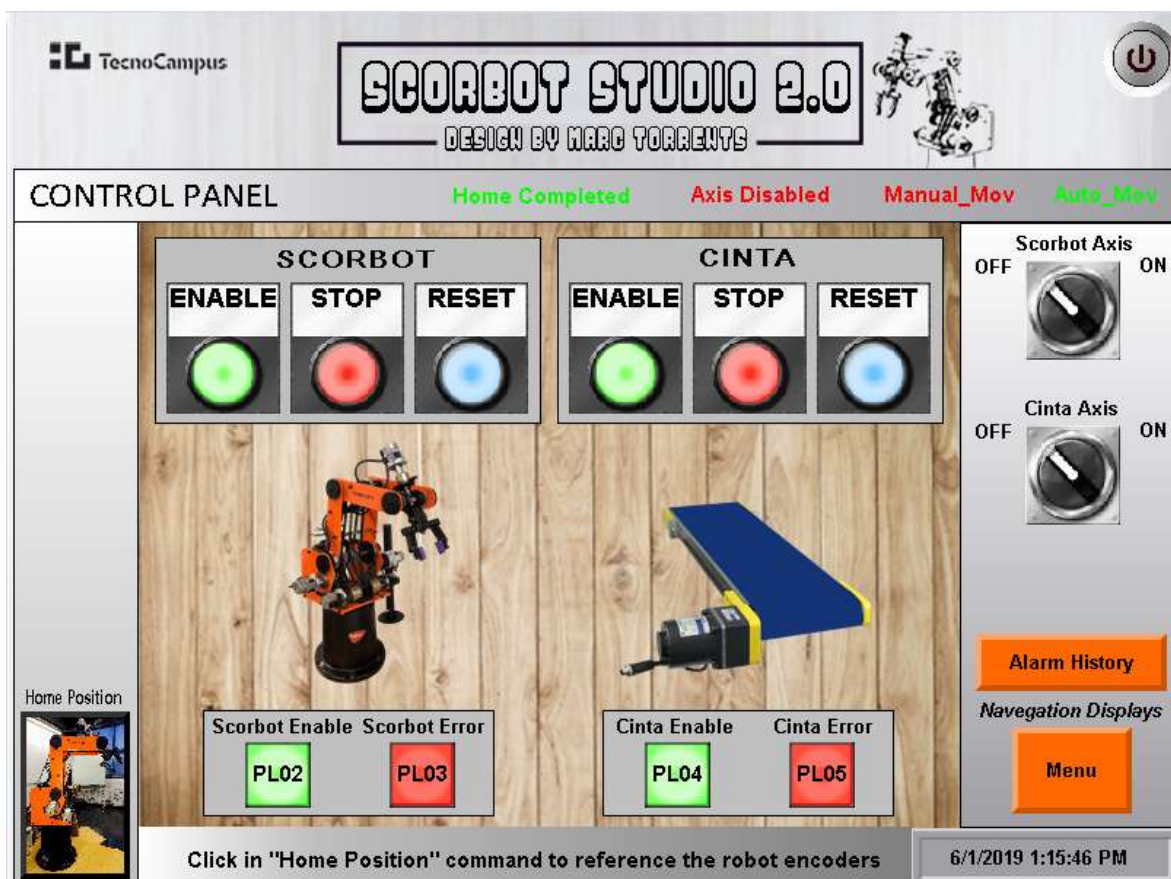 TecnoCampus
SCORBOT STUDIO 2.0
DESIGN BY MARC TORRENTS
CONTROL PANEL
Home Completed
Axis Disabled
Manual_Mov
Auto_Mov
SCORBOT
ENABLE STOP RESET
CINTA
ENABLE STOP RESET
Scorbot Axis
OFF ON
Cinta Axis
OFF ON
Alarm History
Navegation Displays
Menu
Home Position
Scorbot Enable Scorbot Error
PL02 PL03
Cinta Enable Cinta Error
PL04 PL05
Click in "Home Position" command to reference the robot encoders
6/1/2019 1:15:46 PM